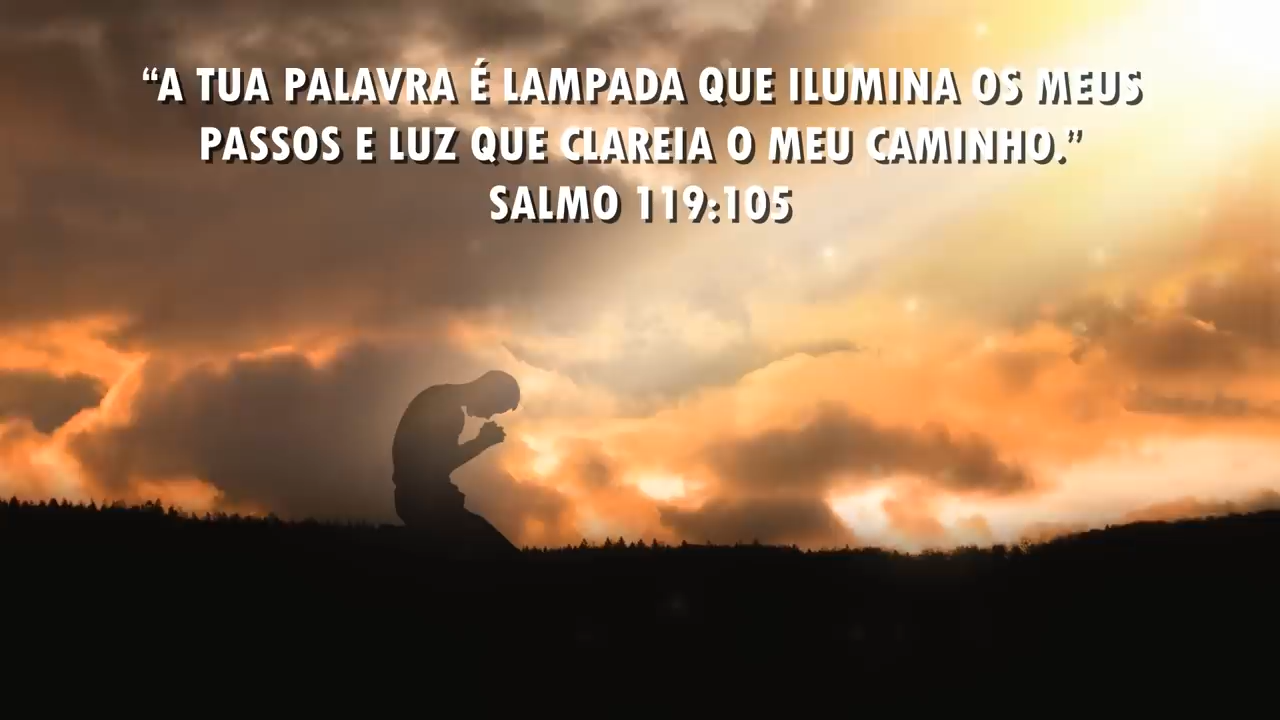 “A TUA PALAVRA É LAMPADA QUE ILUMINA OS MEUS
PASSOS E LUZ QUE CLAREIA O MEU CAMINHO.”
SALMO 119:105